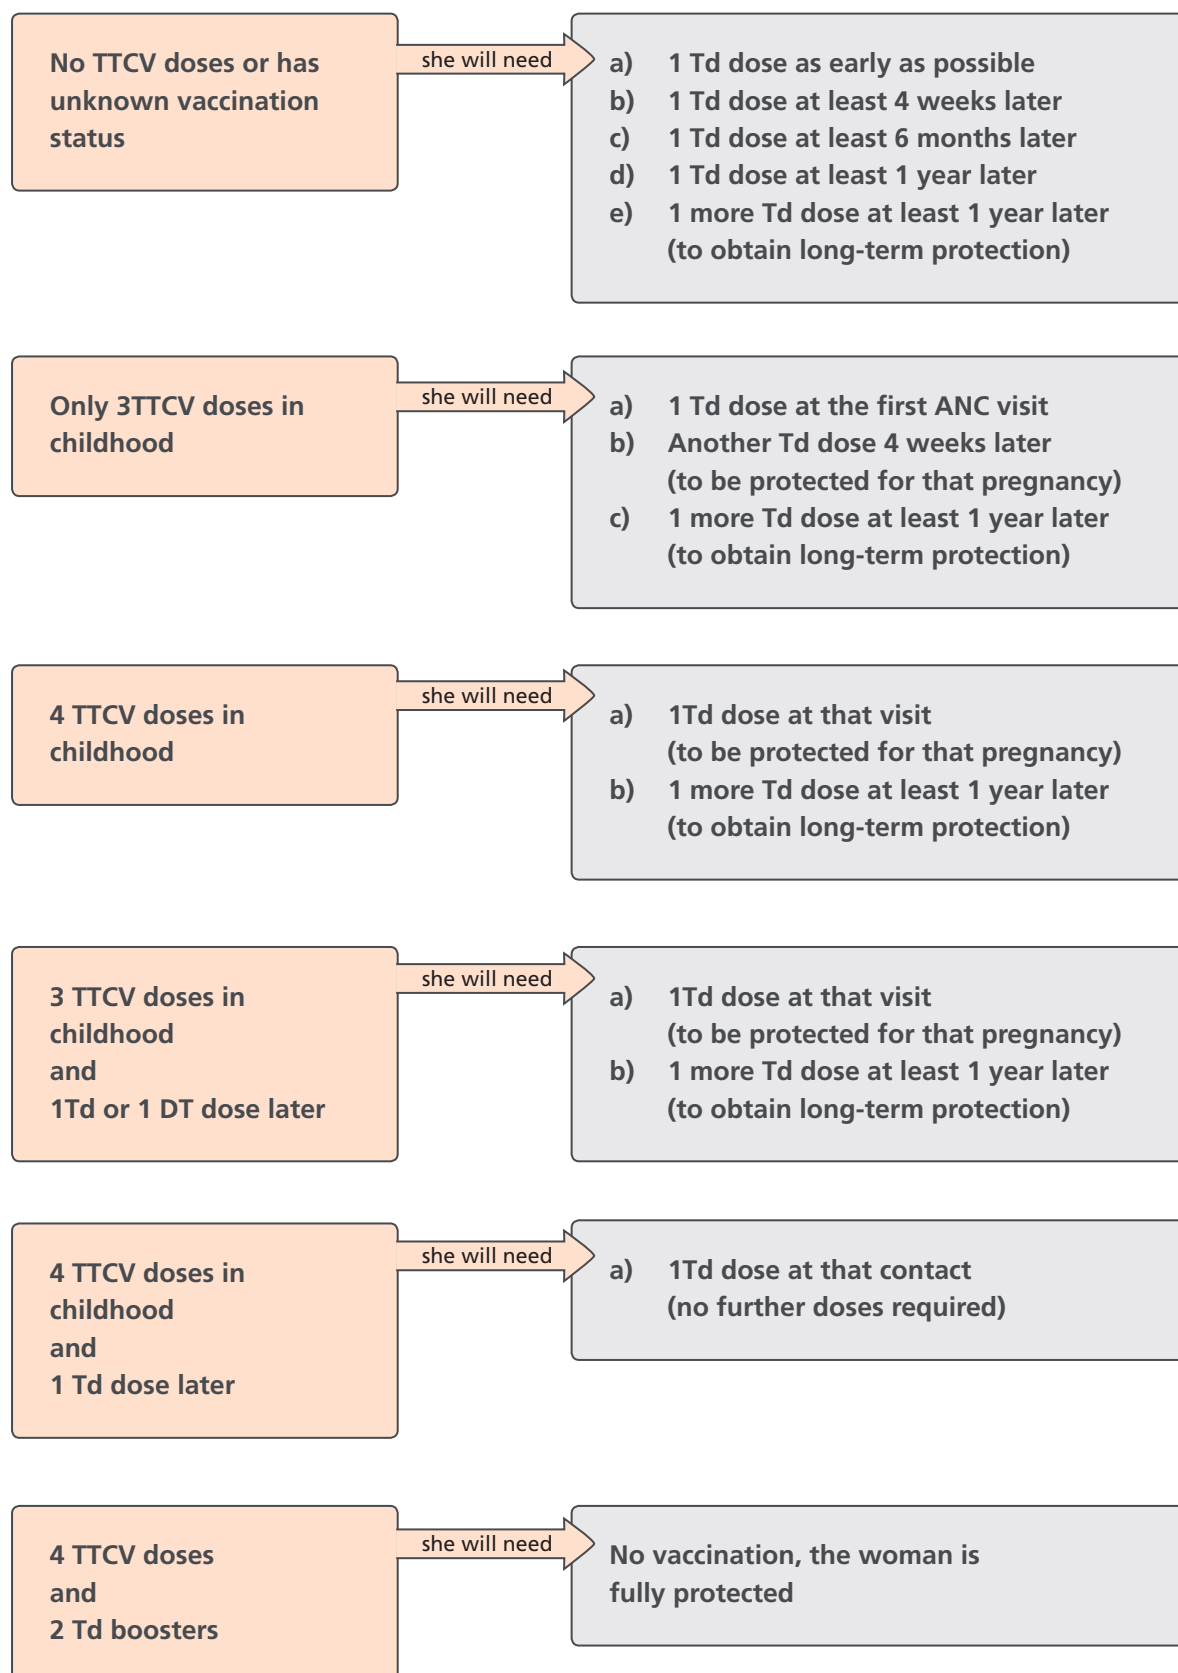 No TTCV doses or has
unknown vaccination
status
she will need
a) 1 Td dose as early as possible
b) 1 Td dose at least 4 weeks later
c) 1 Td dose at least 6 months later
d) 1 Td dose at least 1 year later
e) 1 more Td dose at least 1 year later
(to obtain long-term protection)
Only 3TTCV doses in
childhood
she will need
a) 1 Td dose at the first ANC visit
b) Another Td dose 4 weeks later
(to be protected for that pregnancy)
c) 1 more Td dose at least 1 year later
(to obtain long-term protection)
4 TTCV doses in
childhood
she will need
a) 1Td dose at that visit
(to be protected for that pregnancy)
b) 1 more Td dose at least 1 year later
(to obtain long-term protection)
3 TTCV doses in
childhood
and
1Td or 1 DT dose later
she will need
a) 1Td dose at that visit
(to be protected for that pregnancy)
b) 1 more Td dose at least 1 year later
(to obtain long-term protection)
4 TTCV doses in
childhood
and
1 Td dose later
she will need
a) 1Td dose at that contact
(no further doses required)
4 TTCV doses
and
2 Td boosters
she will need
No vaccination, the woman is
fully protected